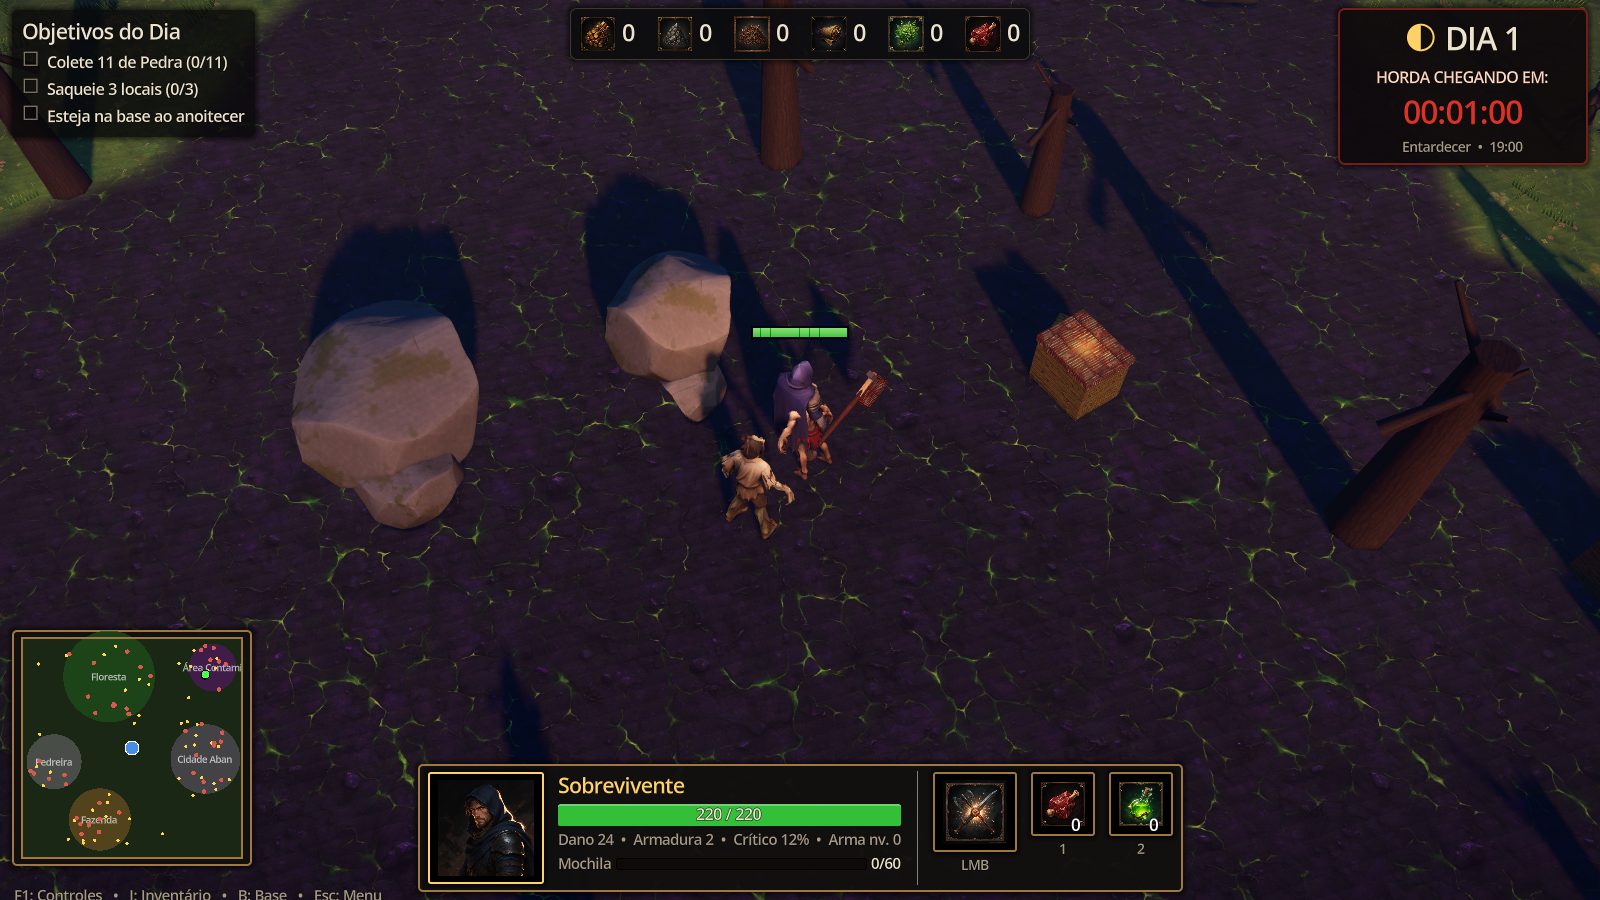 Objetivos do Dia
Colete 11 de Pedra (0/11)
Saqueie 3 locais (0/3)
Esteja na base ao anoitecer
0 0 0 0 0 0
DIA 1
HORDA CHEGANDO EM:
00:01:00
Entardecer • 19:00
Floresta
Área Contami
Pedreira
Cidade Aban
Fazenda
Sobrevivente
220 / 220
Dano 24 • Armadura 2 • Crítico 12% • Arma nv. 0
Mochila 0/60
LMB
0
1
0
2
F1: Controles • I: Inventário • B: Base • Esc: Menu